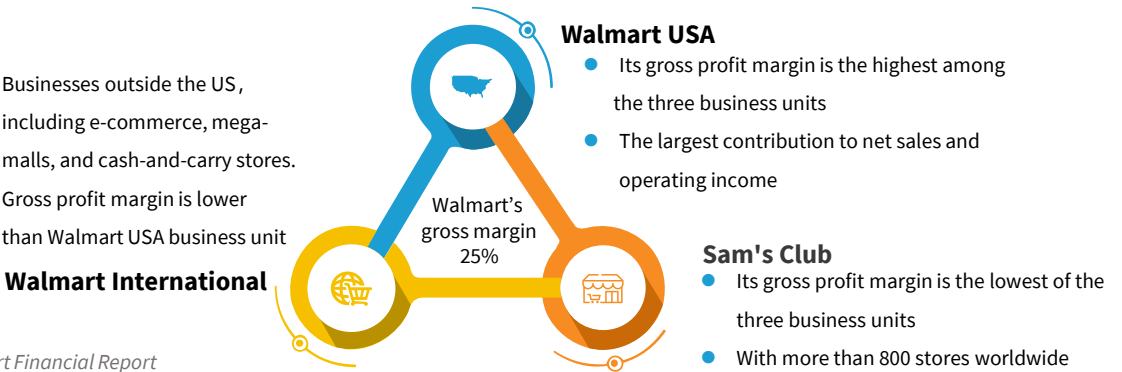 Walmart USA
Its gross profit margin is the highest among
the three business units
The largest contribution to net sales and
operating income
Businesses outside the US,
including e-commerce, mega-
malls, and cash-and-carry stores.
Gross profit margin is lower
than Walmart USA business unit
Walmart International
Walmart's
gross margin
25%
Sam's Club
Its gross profit margin is the lowest of the
three business units
With more than 800 stores worldwide
rt Financial Report